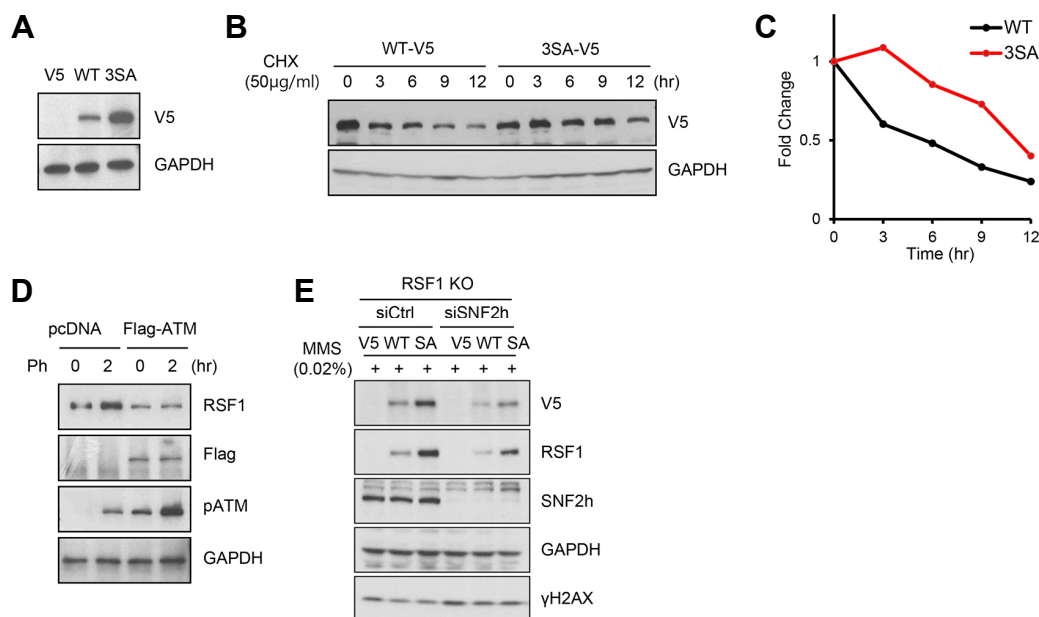 A
V5 WT 3SA
V5
GAPDH
B
CHX
(50μg/ml)
WT-V5
3SA-V5
0 3 6 9 12 0 3 6 9 12 (hr)
V5
GAPDH
C
WT
3SA
Fold Change
1
0.5
0
0 3 6 9 12
Time (hr)
D
pcDNA Flag-ATM
Ph 0 2 0 2 (hr)
RSF1
Flag
pATM
GAPDH
E
RSF1 KO
siCtrl siSNF2h
V5 WT SA V5 WT SA
MMS
(0.02%)
+ + + + + +
V5
RSF1
SNF2h
GAPDH
γH2AX